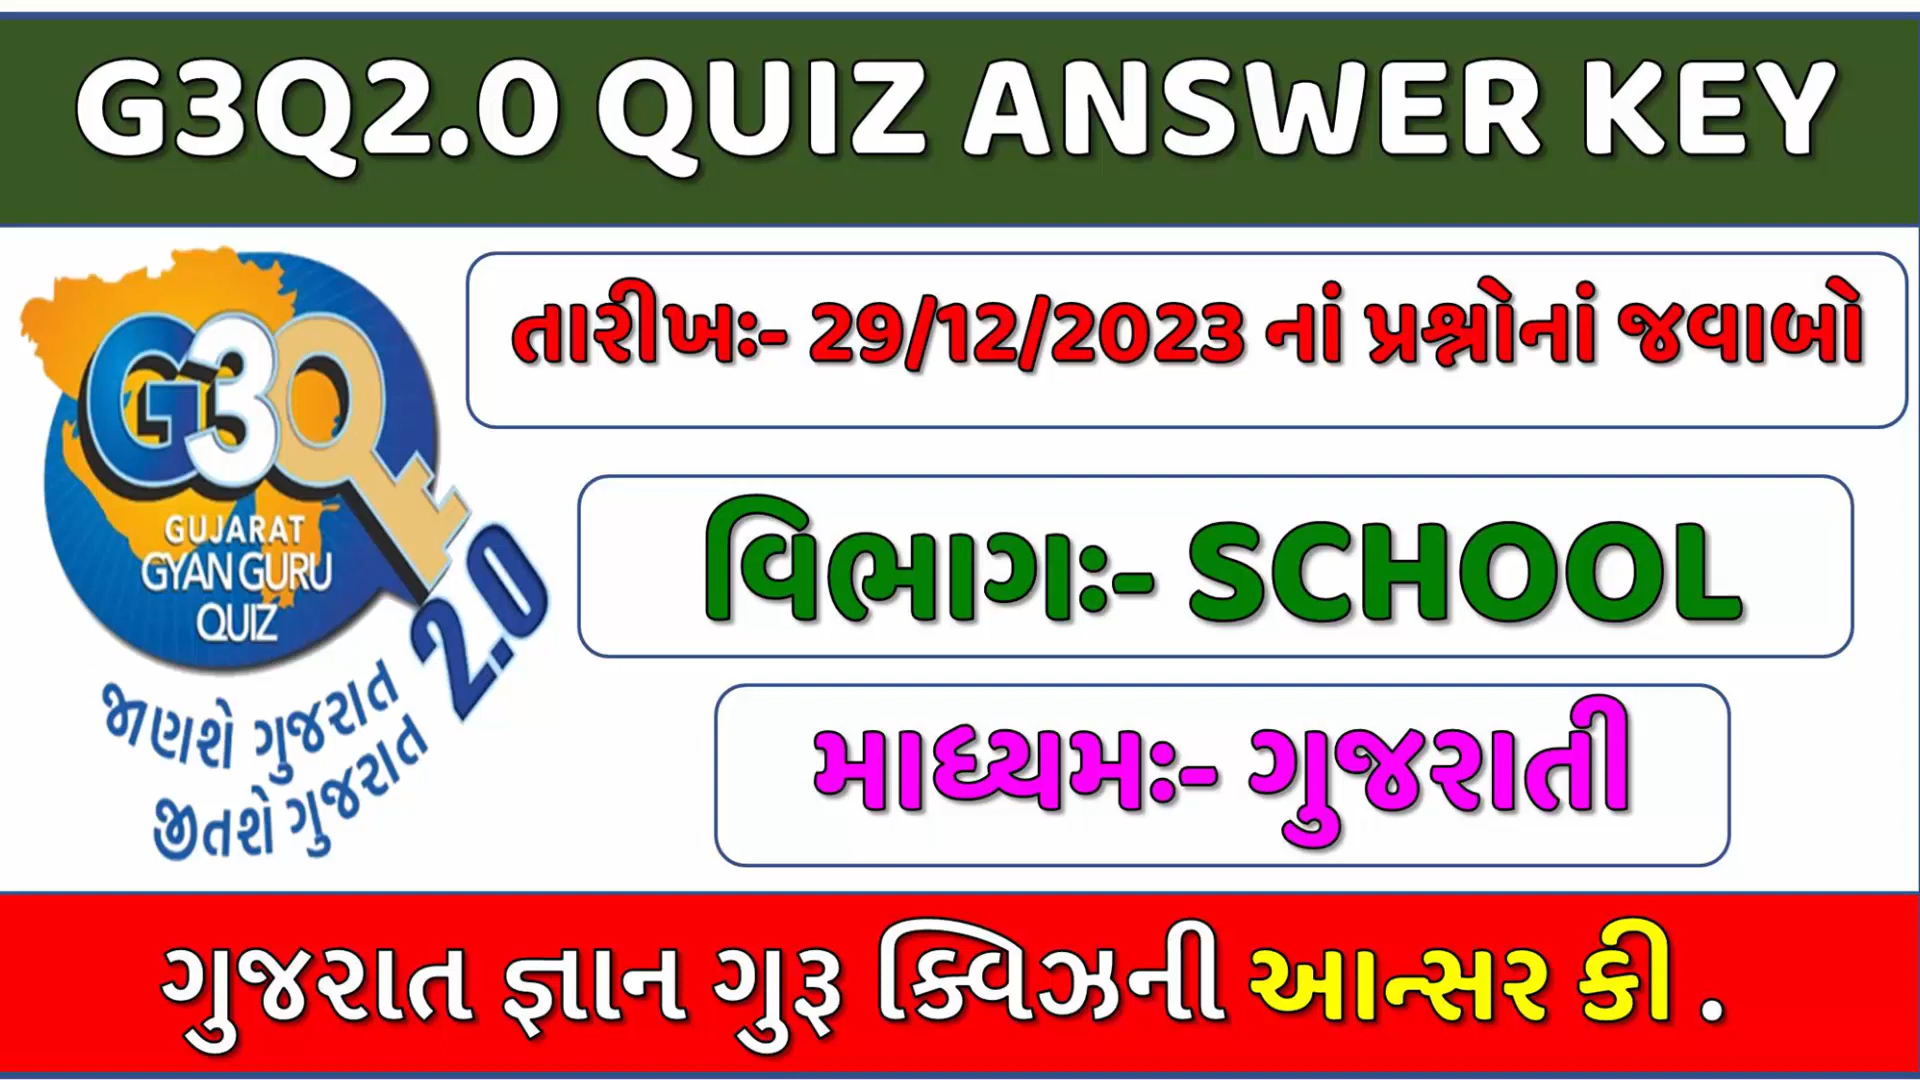 G3Q2.0 QUIZ ANSWER KEY
તારીખઃ- 29/12/2023 નાં પ્રશ્નોનાં જવાબો
G3Q
GUJARAT
GYAN GURU
QUIZ
2.0
જાણશે ગુજરાત
જીતશે ગુજરાત
વિભાગઃ- SCHOOL
માધ્યમઃ- ગુજરાતી
ગુજરાત જ્ઞાન ગુરૂ ક્વિઝની આન્સર કી .